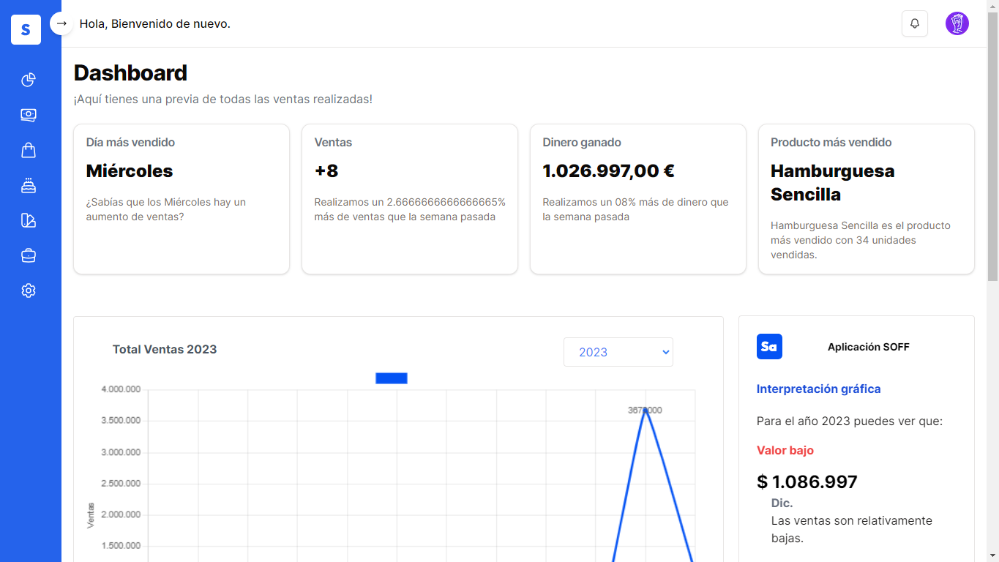 S
→ Hola, Bienvenido de nuevo.
Dashboard
¡Aquí tienes una previa de todas las ventas realizadas!
Día más vendido
Miércoles
¿Sabías que los Miércoles hay un
aumento de ventas?
Ventas
+8
Realizamos un 2.6666666666666665%
más de ventas que la semana pasada
Dinero ganado
1.026.997,00 €
Realizamos un 08% más de dinero que
la semana pasada
Producto más vendido
Hamburguesa
Sencilla
Hamburguesa Sencilla es el producto
más vendido con 34 unidades
vendidas.
Total Ventas 2023
2023
4.000.000
3.500.000
3.000.000
2.500.000
2.000.000
1.500.000
Ventas
Sa
Aplicación SOFF
Interpretación gráfica
Para el año 2023 puedes ver que:
Valor bajo
$ 1.086.997
Dic.
Las ventas son relativamente
bajas.